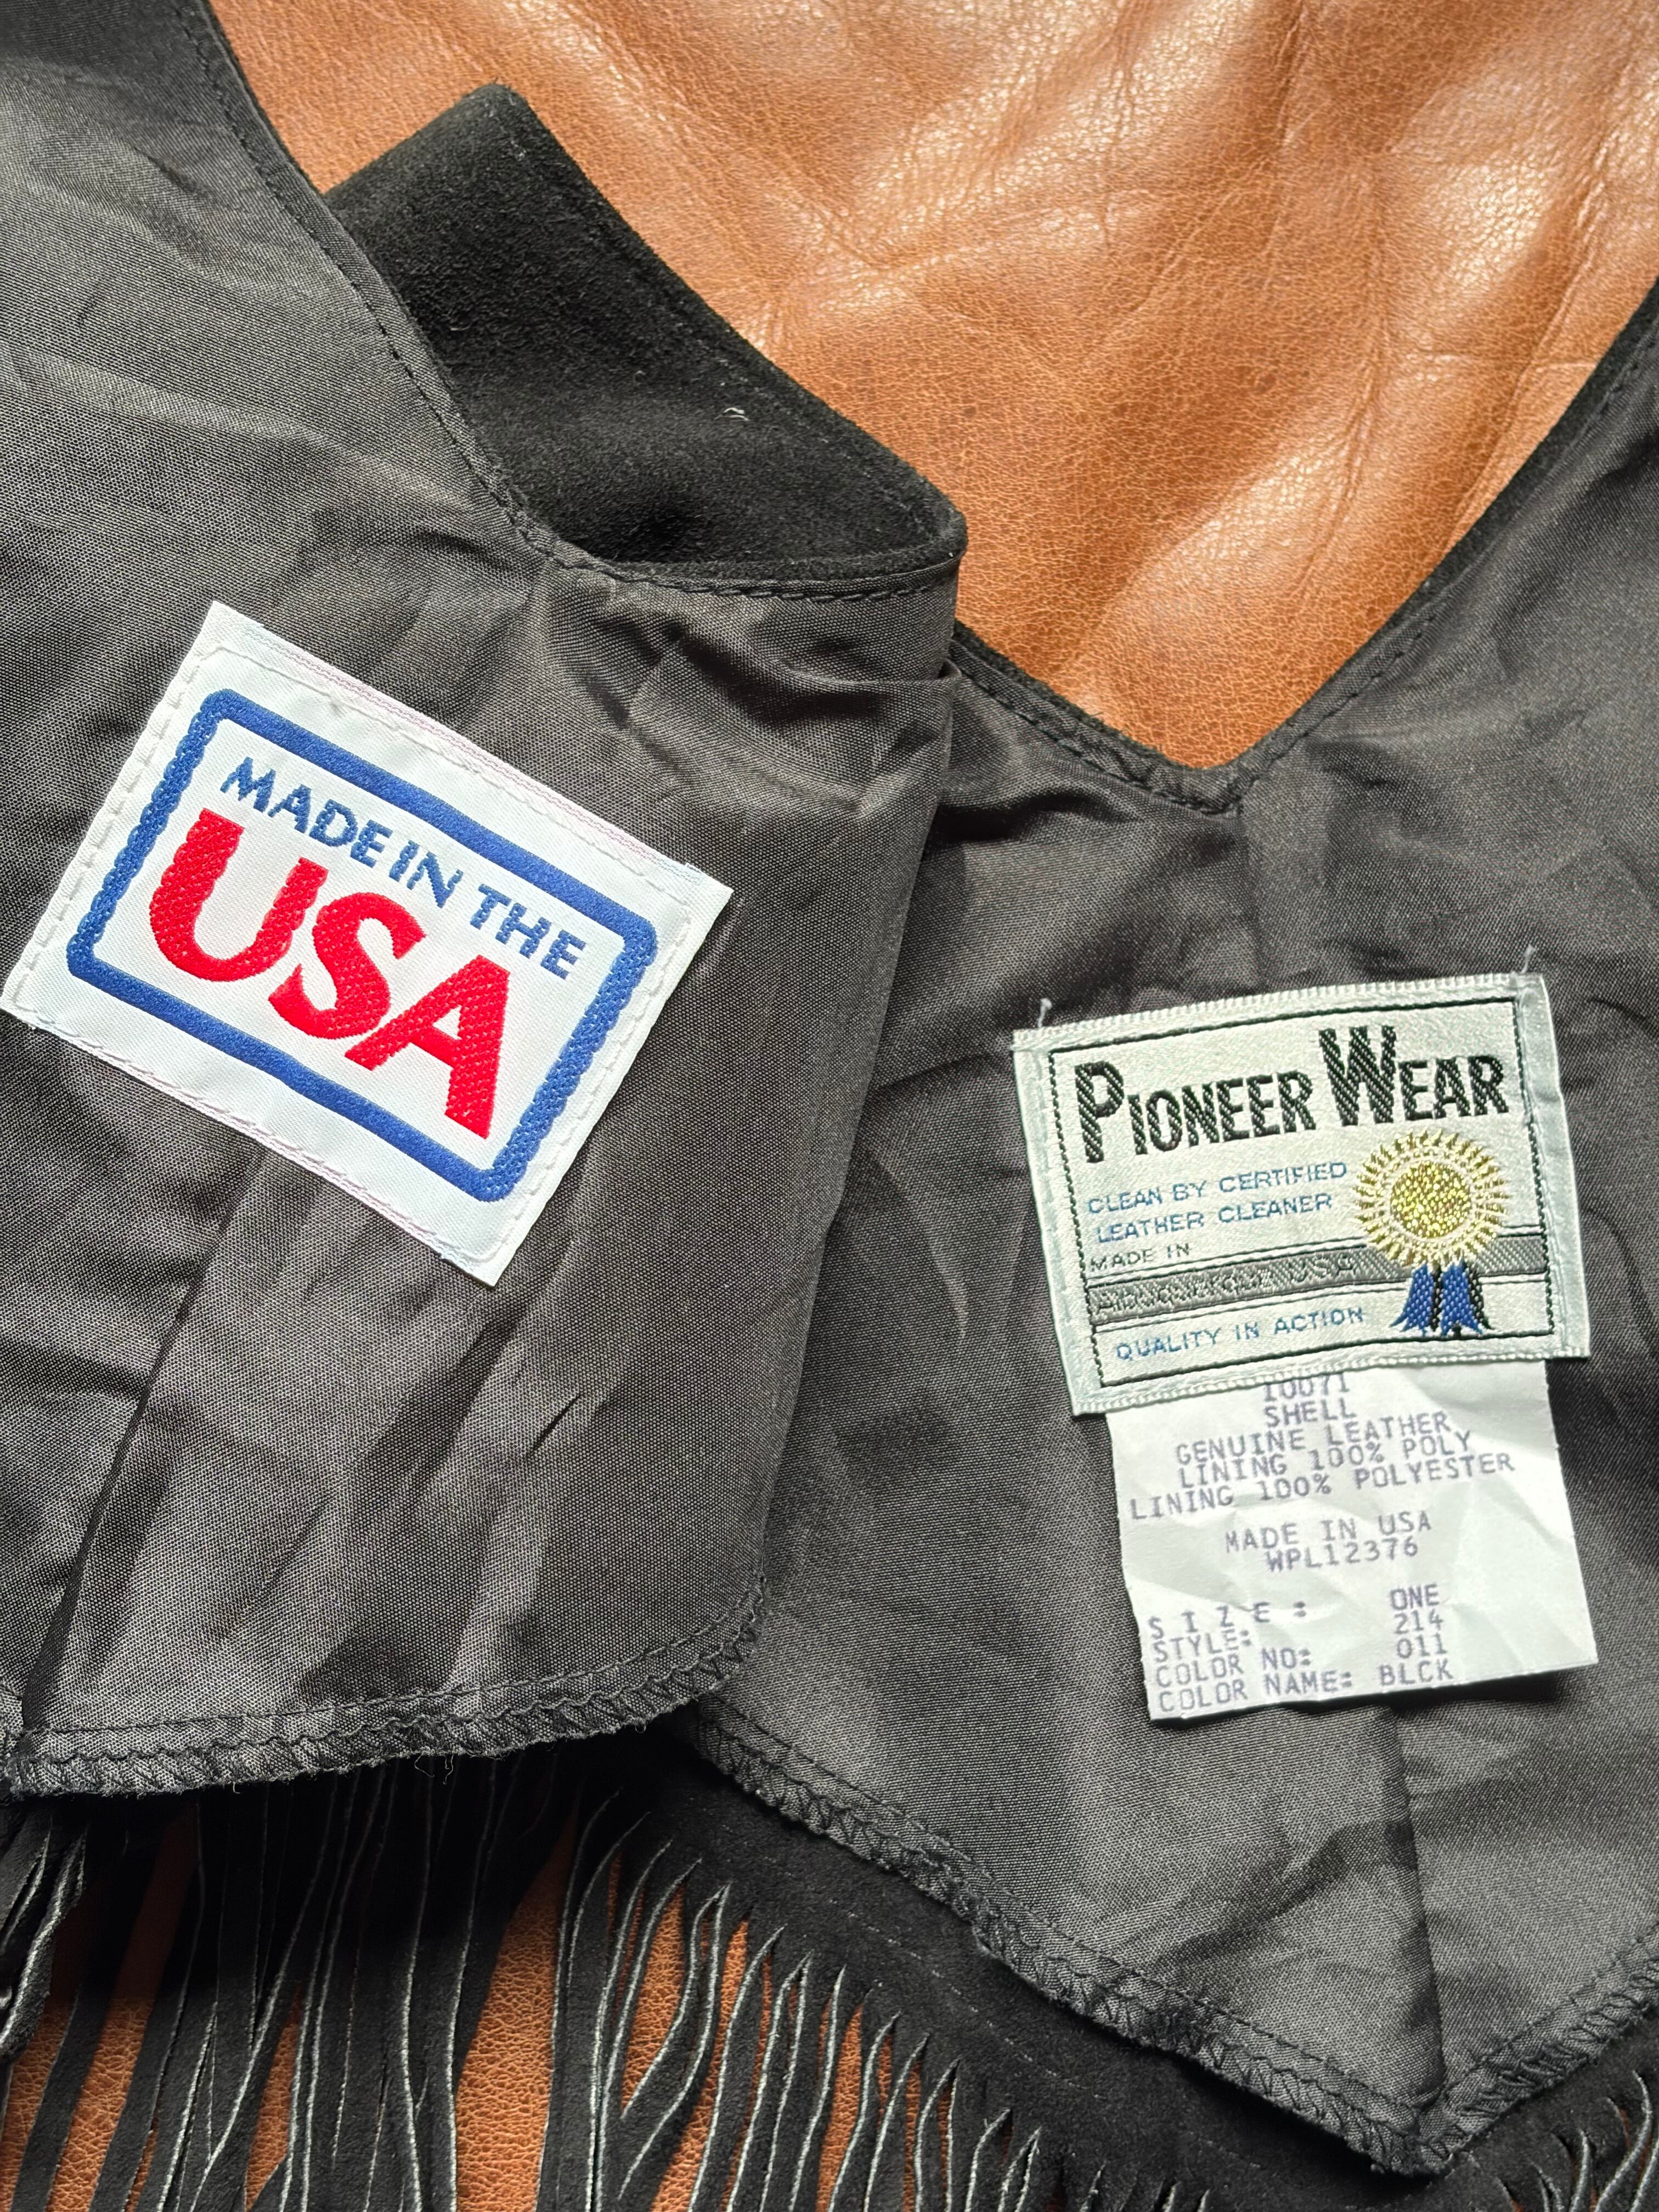 MADE IN THE
USA
PIONEER WEAR
CLEAN BY CERTIFIED
LEATHER CLEANER
MADE IN
ALBUQUERQUE USA
QUALITY IN ACTION
10071
SHELL
GENUINE LEATHER
LINING 100% POLY
LINING 100% POLYESTER
MADE IN USA
WPL12376
SIZE: ONE
STYLE: 214
COLOR NO: 011
COLOR NAME: BLCK